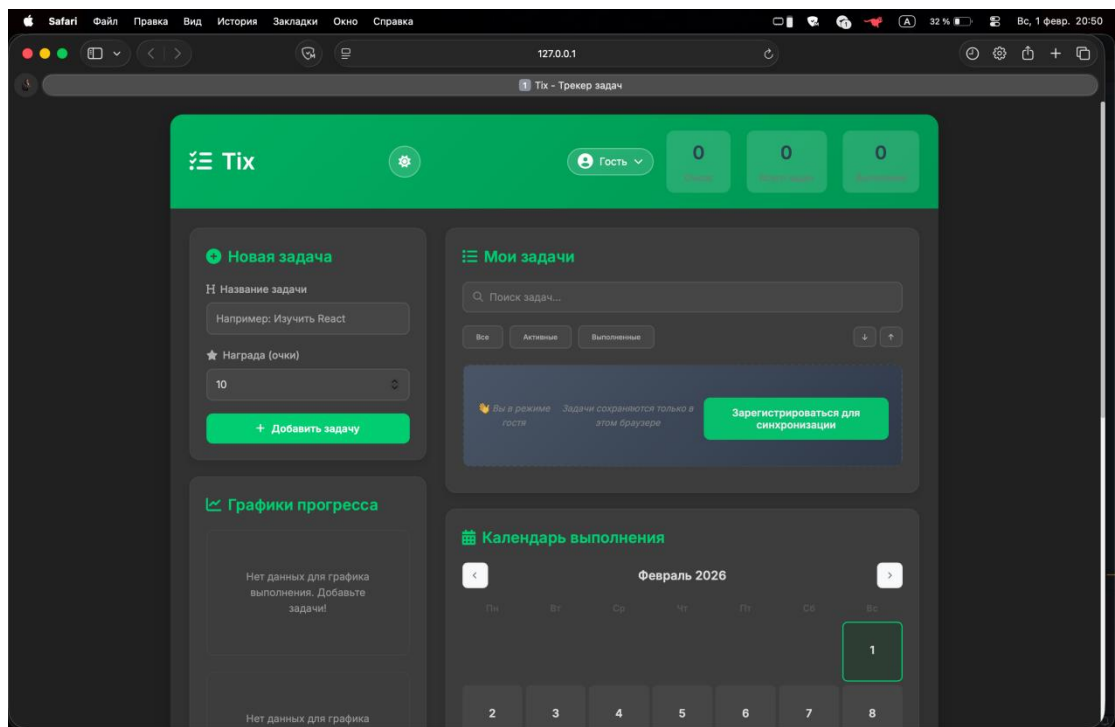 Safari Файл Правка Вид История Закладки Окно Справка
A 32 % Вс, 1 февр. 20:50
127.0.0.1
1 Tix - Трекер задач
Tix
Гость
0 0 0
Новая задача
Название задачи
Например: Изучить React
Награда (очки)
10
+ Добавить задачу
Графики прогресса
Нет данных для графика
выполнения. Добавьте
задачи!
Нет данных для графика
Мои задачи
Поиск задач...
Все Активные Выполненные
Вы в режиме
гостя
Задачи сохраняются только в
этом браузере
Зарегистрироваться для
синхронизации
Календарь выполнения
Февраль 2026
Пн Вт Ср Чт Пт Сб Вс
1
2 3 4 5 6 7 8